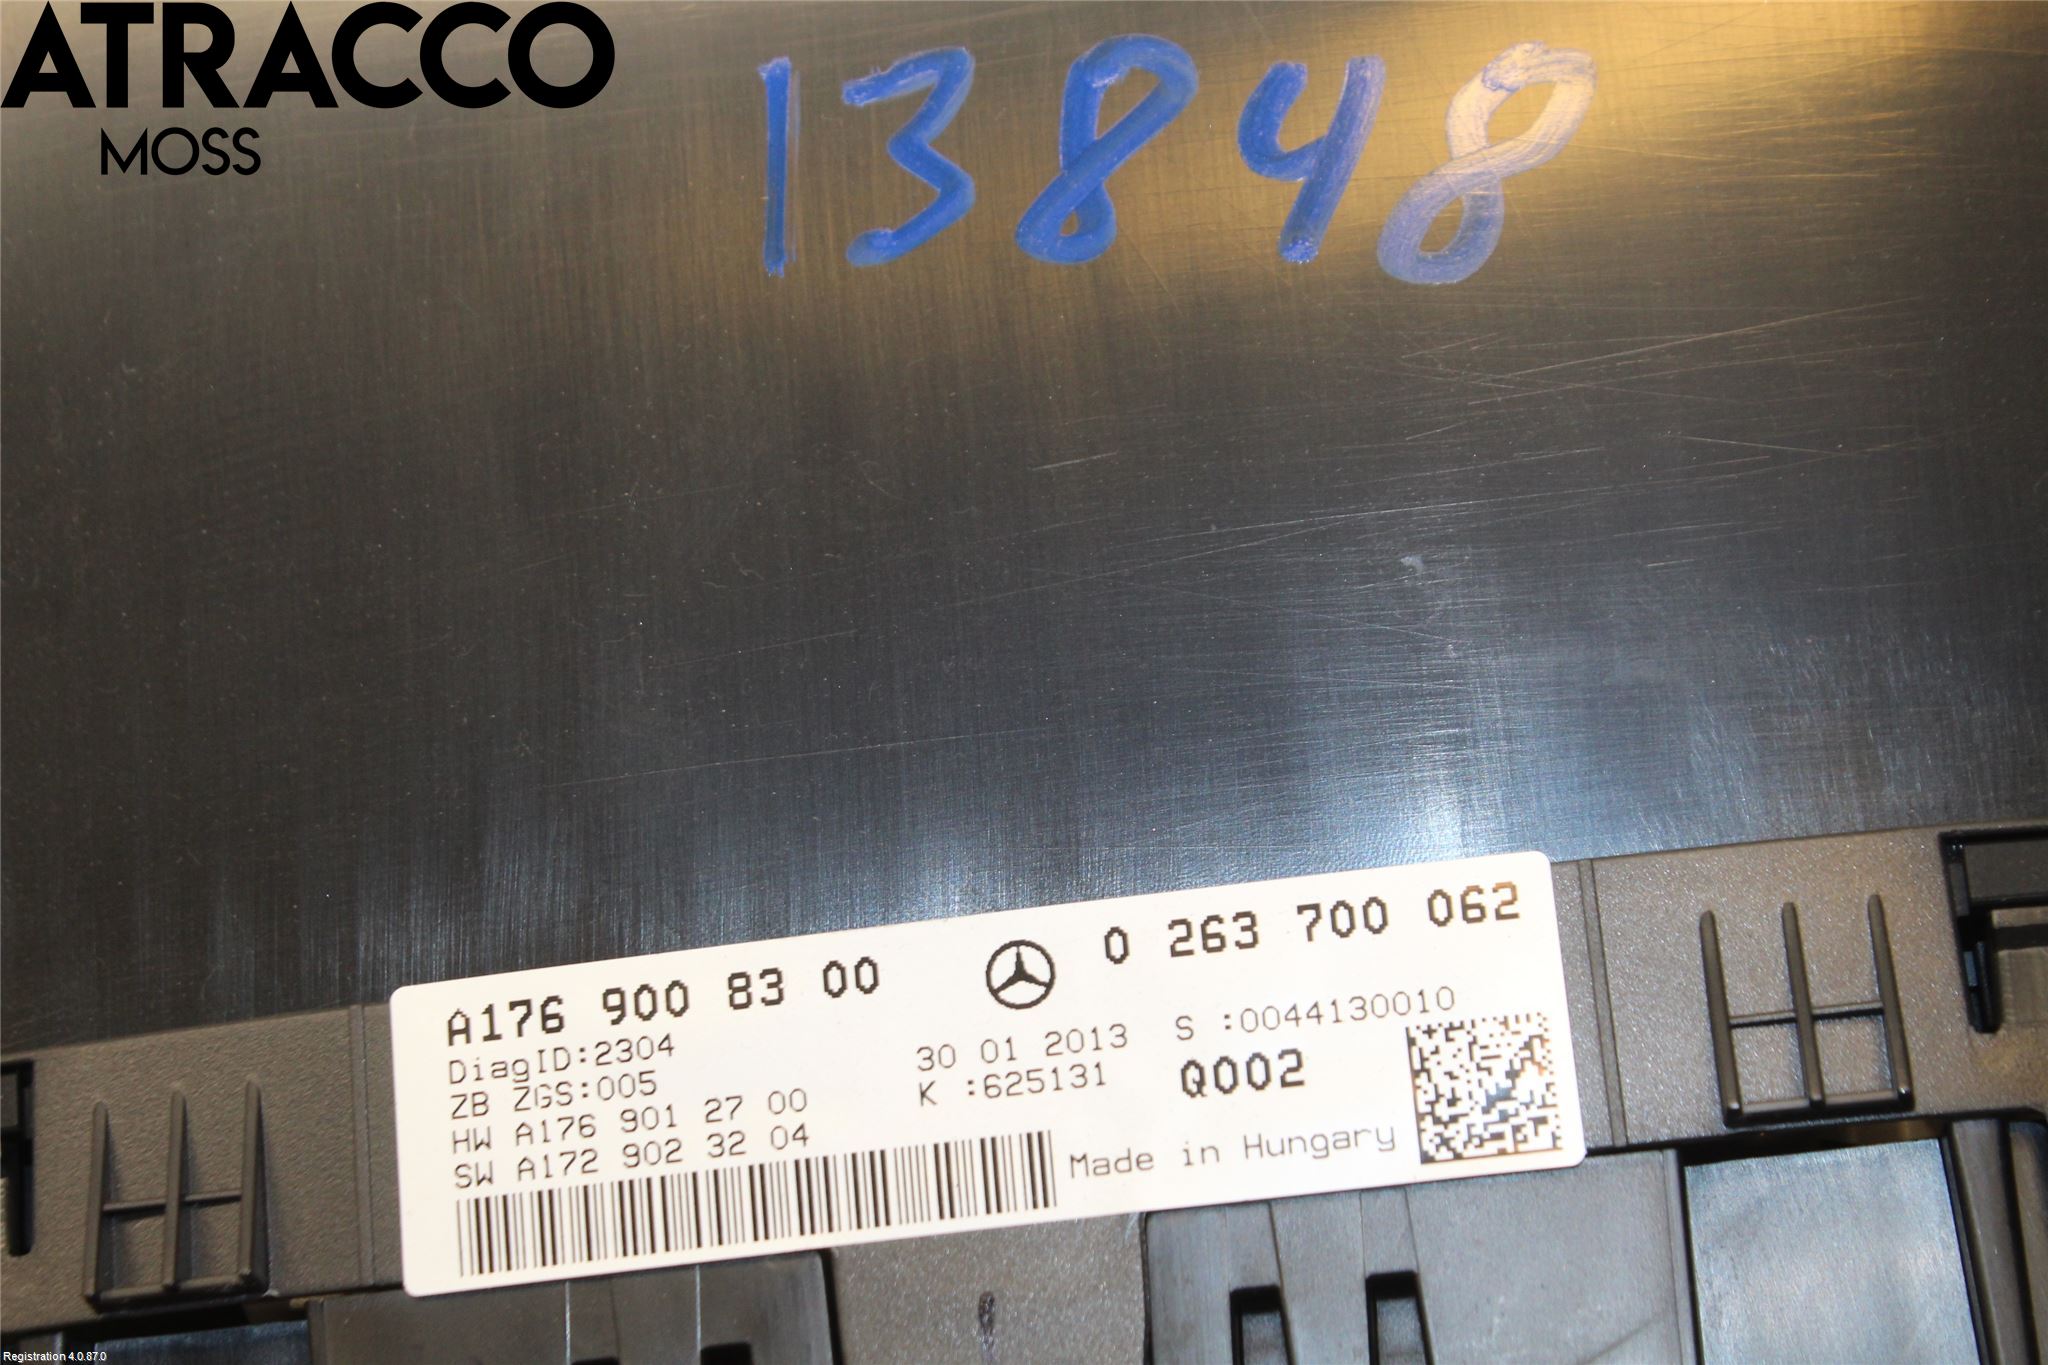 ATRACCO
MOSS
13848
A176 900 83 00
0 263 700 062
DiagID:2304
30 01 2013
S :0044130010
ZB ZGS:005
K :625131
Q002
HW A176 901 27 00
SW A172 902 32 04
Made in Hungary
Registration 4.0.87.0